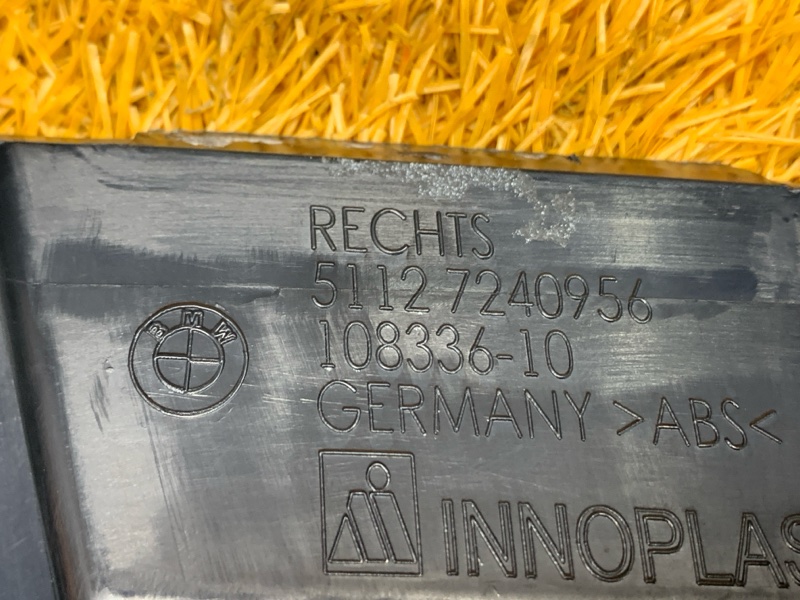 RECHTS
5112 7240956
BMW
108336-10
GERMANY >ABS<
INNOPLAS